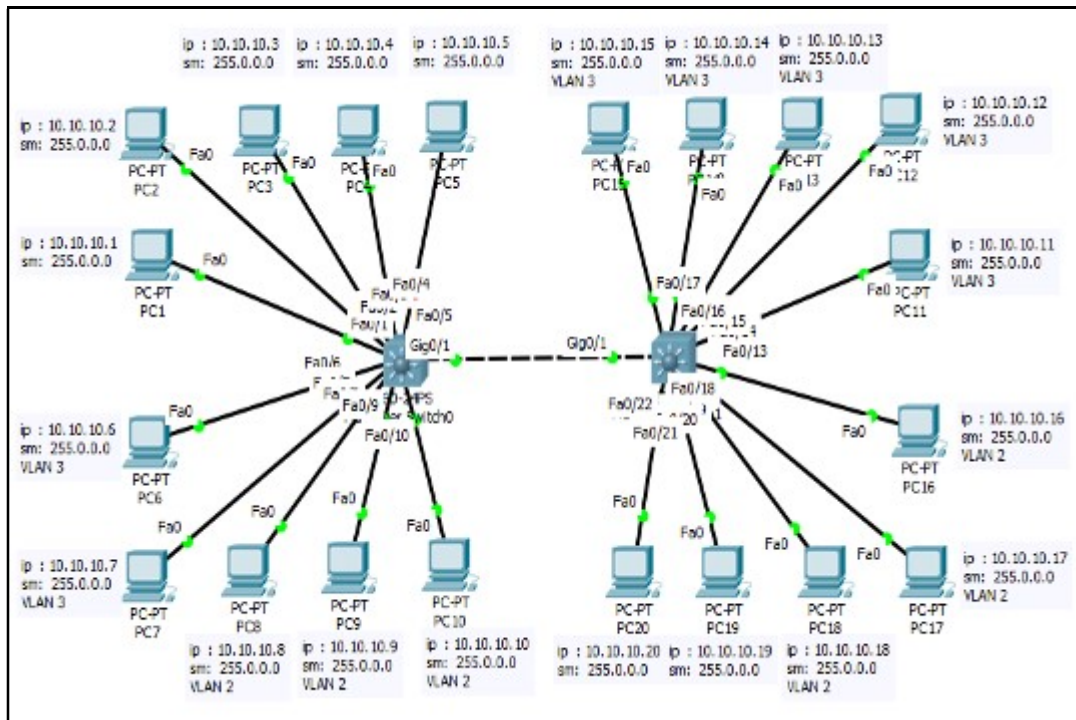 ip : 10.10.10.3
sm: 255.0.0.0
ip : 10.10.10.4
sm: 255.0.0.0
ip : 10.10.10.5
sm: 255.0.0.0
ip : 10.10.10.15
sm: 255.0.0.0
VLAN 3
ip : 10.10.10.14
sm: 255.0.0.0
VLAN 3
ip : 10.10.10.13
sm: 255.0.0.0
VLAN 3
ip : 10.10.10.2
sm: 255.0.0.0
Fa0
PC-PT
PC2
Fa0
PC-PT
PC3
Fa0
PC-PT
PC5
Fa0
Fa0
PC-PT
Fa0
PC-PT
Fa0
ip : 10.10.10.12
sm: 255.0.0.0
VLAN 3
ip : 10.10.10.1
sm: 255.0.0.0
Fa0
PC-PT
PC1
ip : 10.10.10.11
sm: 255.0.0.0
VLAN 3
Fa0
PC11
Fa0/4
Fa0/5
Fa0/1
Gig0/1
Gig0/1
Fa0/17
Fa0/16
Fa0/13
Fa0/6
Fa0/9
Fa0/10
Fa0/18
Fa0/22
Fa0/21
ip : 10.10.10.6
sm: 255.0.0.0
VLAN 3
Fa0
PC-PT
PC6
Fa0
PC-PT
PC16
ip : 10.10.10.16
sm: 255.0.0.0
VLAN 2
ip : 10.10.10.7
sm: 255.0.0.0
VLAN 3
Fa0
PC-PT
PC7
Fa0
PC-PT
PC8
Fa0
PC-PT
PC9
Fa0
PC-PT
PC10
Fa0
PC-PT
PC20
Fa0
PC-PT
PC19
Fa0
PC-PT
PC18
Fa0
PC-PT
PC17
ip : 10.10.10.17
sm: 255.0.0.0
VLAN 2
ip : 10.10.10.8
sm: 255.0.0.0
VLAN 2
ip : 10.10.10.9
sm: 255.0.0.0
VLAN 2
ip : 10.10.10.10
sm: 255.0.0.0
VLAN 2
ip : 10.10.10.20
sm: 255.0.0.0
ip : 10.10.10.19
sm: 255.0.0.0
ip : 10.10.10.18
sm: 255.0.0.0
VLAN 2